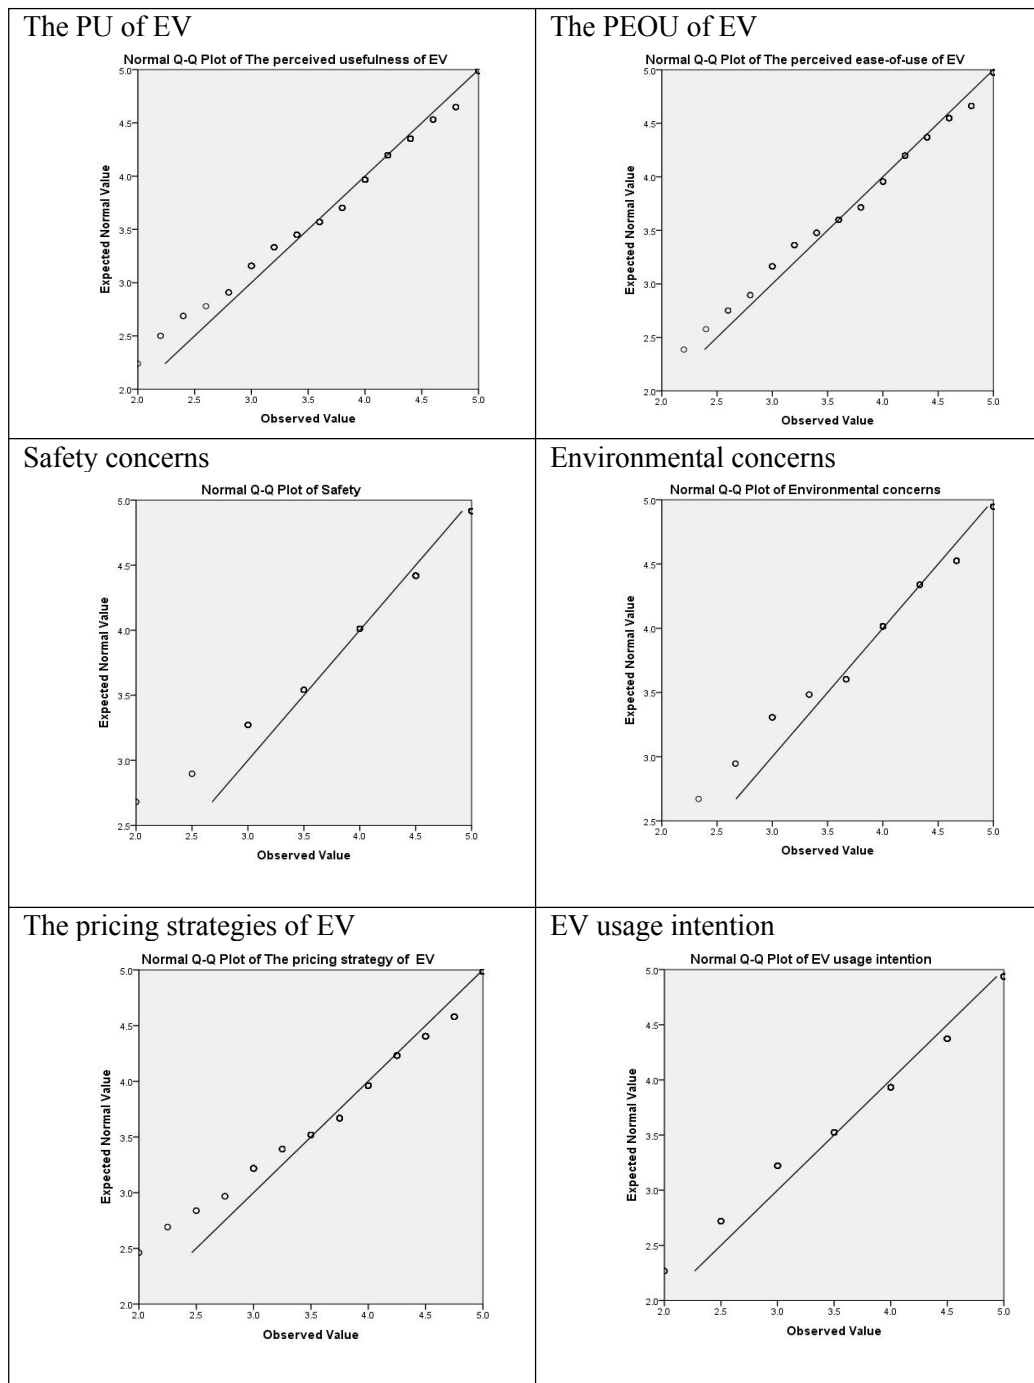 The PU of EV
Normal Q-Q Plot of The perceived usefulness of EV
Expected Normal Value
5.0
4.5
4.0
3.5
3.0
2.5
2.0
2.0 2.5 3.0 3.5 4.0 4.5 5.0
Observed Value
The PEOU of EV
Normal Q-Q Plot of The perceived ease-of-use of EV
Expected Normal Value
5.0
4.5
4.0
3.5
3.0
2.5
2.0
2.0 2.5 3.0 3.5 4.0 4.5 5.0
Observed Value
Safety concerns
Normal Q-Q Plot of Safety
Expected Normal Value
5.0
4.5
4.0
3.5
3.0
2.5
2.0 2.5 3.0 3.5 4.0 4.5 5.0
Observed Value
Environmental concerns
Normal Q-Q Plot of Environmental concerns
Expected Normal Value
5.0
4.5
4.0
3.5
3.0
2.5
2.0 2.5 3.0 3.5 4.0 4.5 5.0
Observed Value
The pricing strategies of EV
Normal Q-Q Plot of The pricing strategy of EV
Expected Normal Value
5.0
4.5
4.0
3.5
3.0
2.5
2.0
2.0 2.5 3.0 3.5 4.0 4.5 5.0
Observed Value
EV usage intention
Normal Q-Q Plot of EV usage intention
Expected Normal Value
5.0
4.5
4.0
3.5
3.0
2.5
2.0
2.0 2.5 3.0 3.5 4.0 4.5 5.0
Observed Value